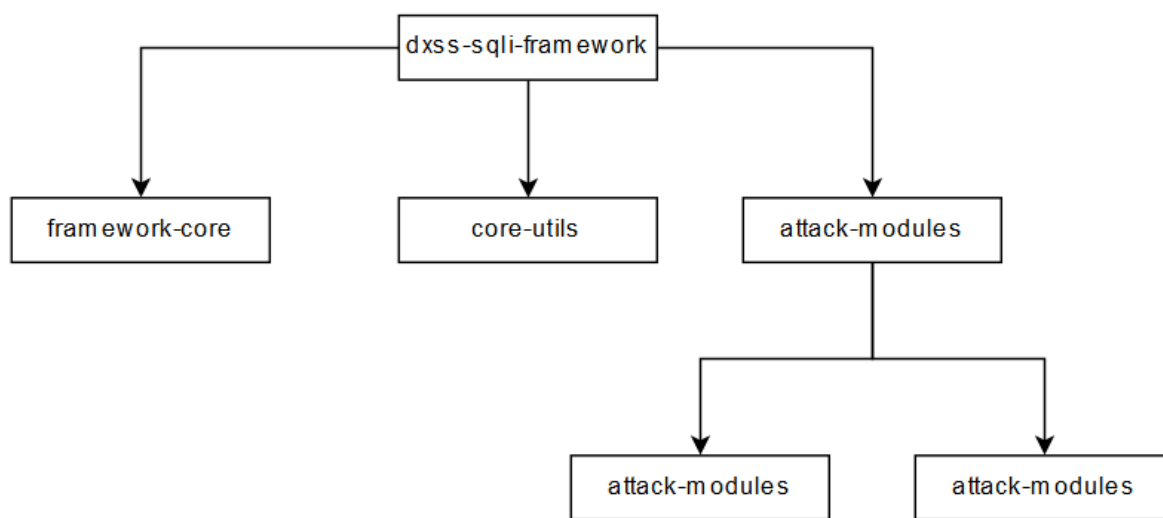 dxss-sqli-framework
framework-core
core-utils
attack-modules
attack-modules
attack-modules